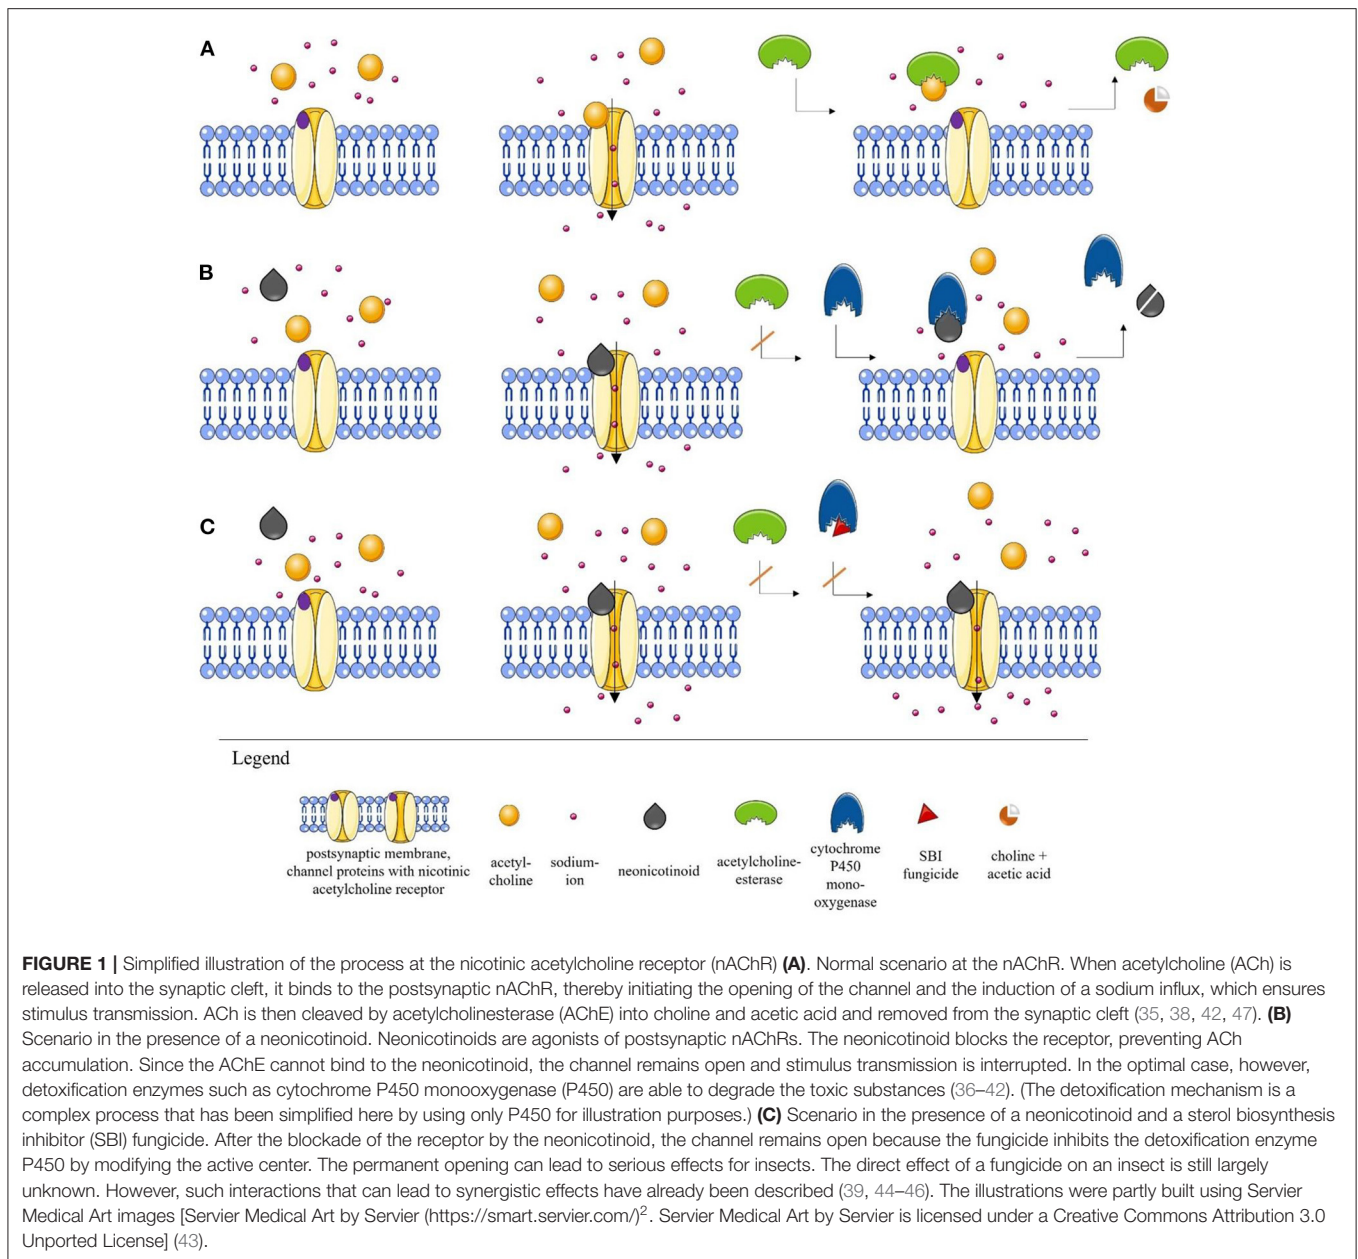 A
B
C
Legend
postsynaptic membrane,
channel proteins with nicotinic
acetylcholine receptor
acetyl-
choline
sodium-
ion
neonicotinoid
acetylcholine-
esterase
cytochrome
P450
mono-
oxygenase
SBI
fungicide
choline +
acetic acid
FIGURE 1 | Simplified illustration of the process at the nicotinic acetylcholine receptor (nAChR) (A). Normal scenario at the nAChR. When acetylcholine (ACh) is
released into the synaptic cleft, it binds to the postsynaptic nAChR, thereby initiating the opening of the channel and the induction of a sodium influx, which ensures
stimulus transmission. ACh is then cleaved by acetylcholinesterase (AChE) into choline and acetic acid and removed from the synaptic cleft (35, 38, 42, 47). (B)
Scenario in the presence of a neonicotinoid. Neonicotinoids are agonists of postsynaptic nAChRs. The neonicotinoid blocks the receptor, preventing ACh
accumulation. Since the AChE cannot bind to the neonicotinoid, the channel remains open and stimulus transmission is interrupted. In the optimal case, however,
detoxification enzymes such as cytochrome P450 monooxygenase (P450) are able to degrade the toxic substances (36–42). (The detoxification mechanism is a
complex process that has been simplified here by using only P450 for illustration purposes.) (C) Scenario in the presence of a neonicotinoid and a sterol biosynthesis
inhibitor (SBI) fungicide. After the blockade of the receptor by the neonicotinoid, the channel remains open because the fungicide inhibits the detoxification enzyme
P450 by modifying the active center. The permanent opening can lead to serious effects for insects. The direct effect of a fungicide on an insect is still largely
unknown. However, such interactions that can lead to synergistic effects have already been described (39, 44–46). The illustrations were partly built using Servier
Medical Art images [Servier Medical Art by Servier (https://smart.servier.com/)². Servier Medical Art by Servier is licensed under a Creative Commons Attribution 3.0
Unported License] (43).